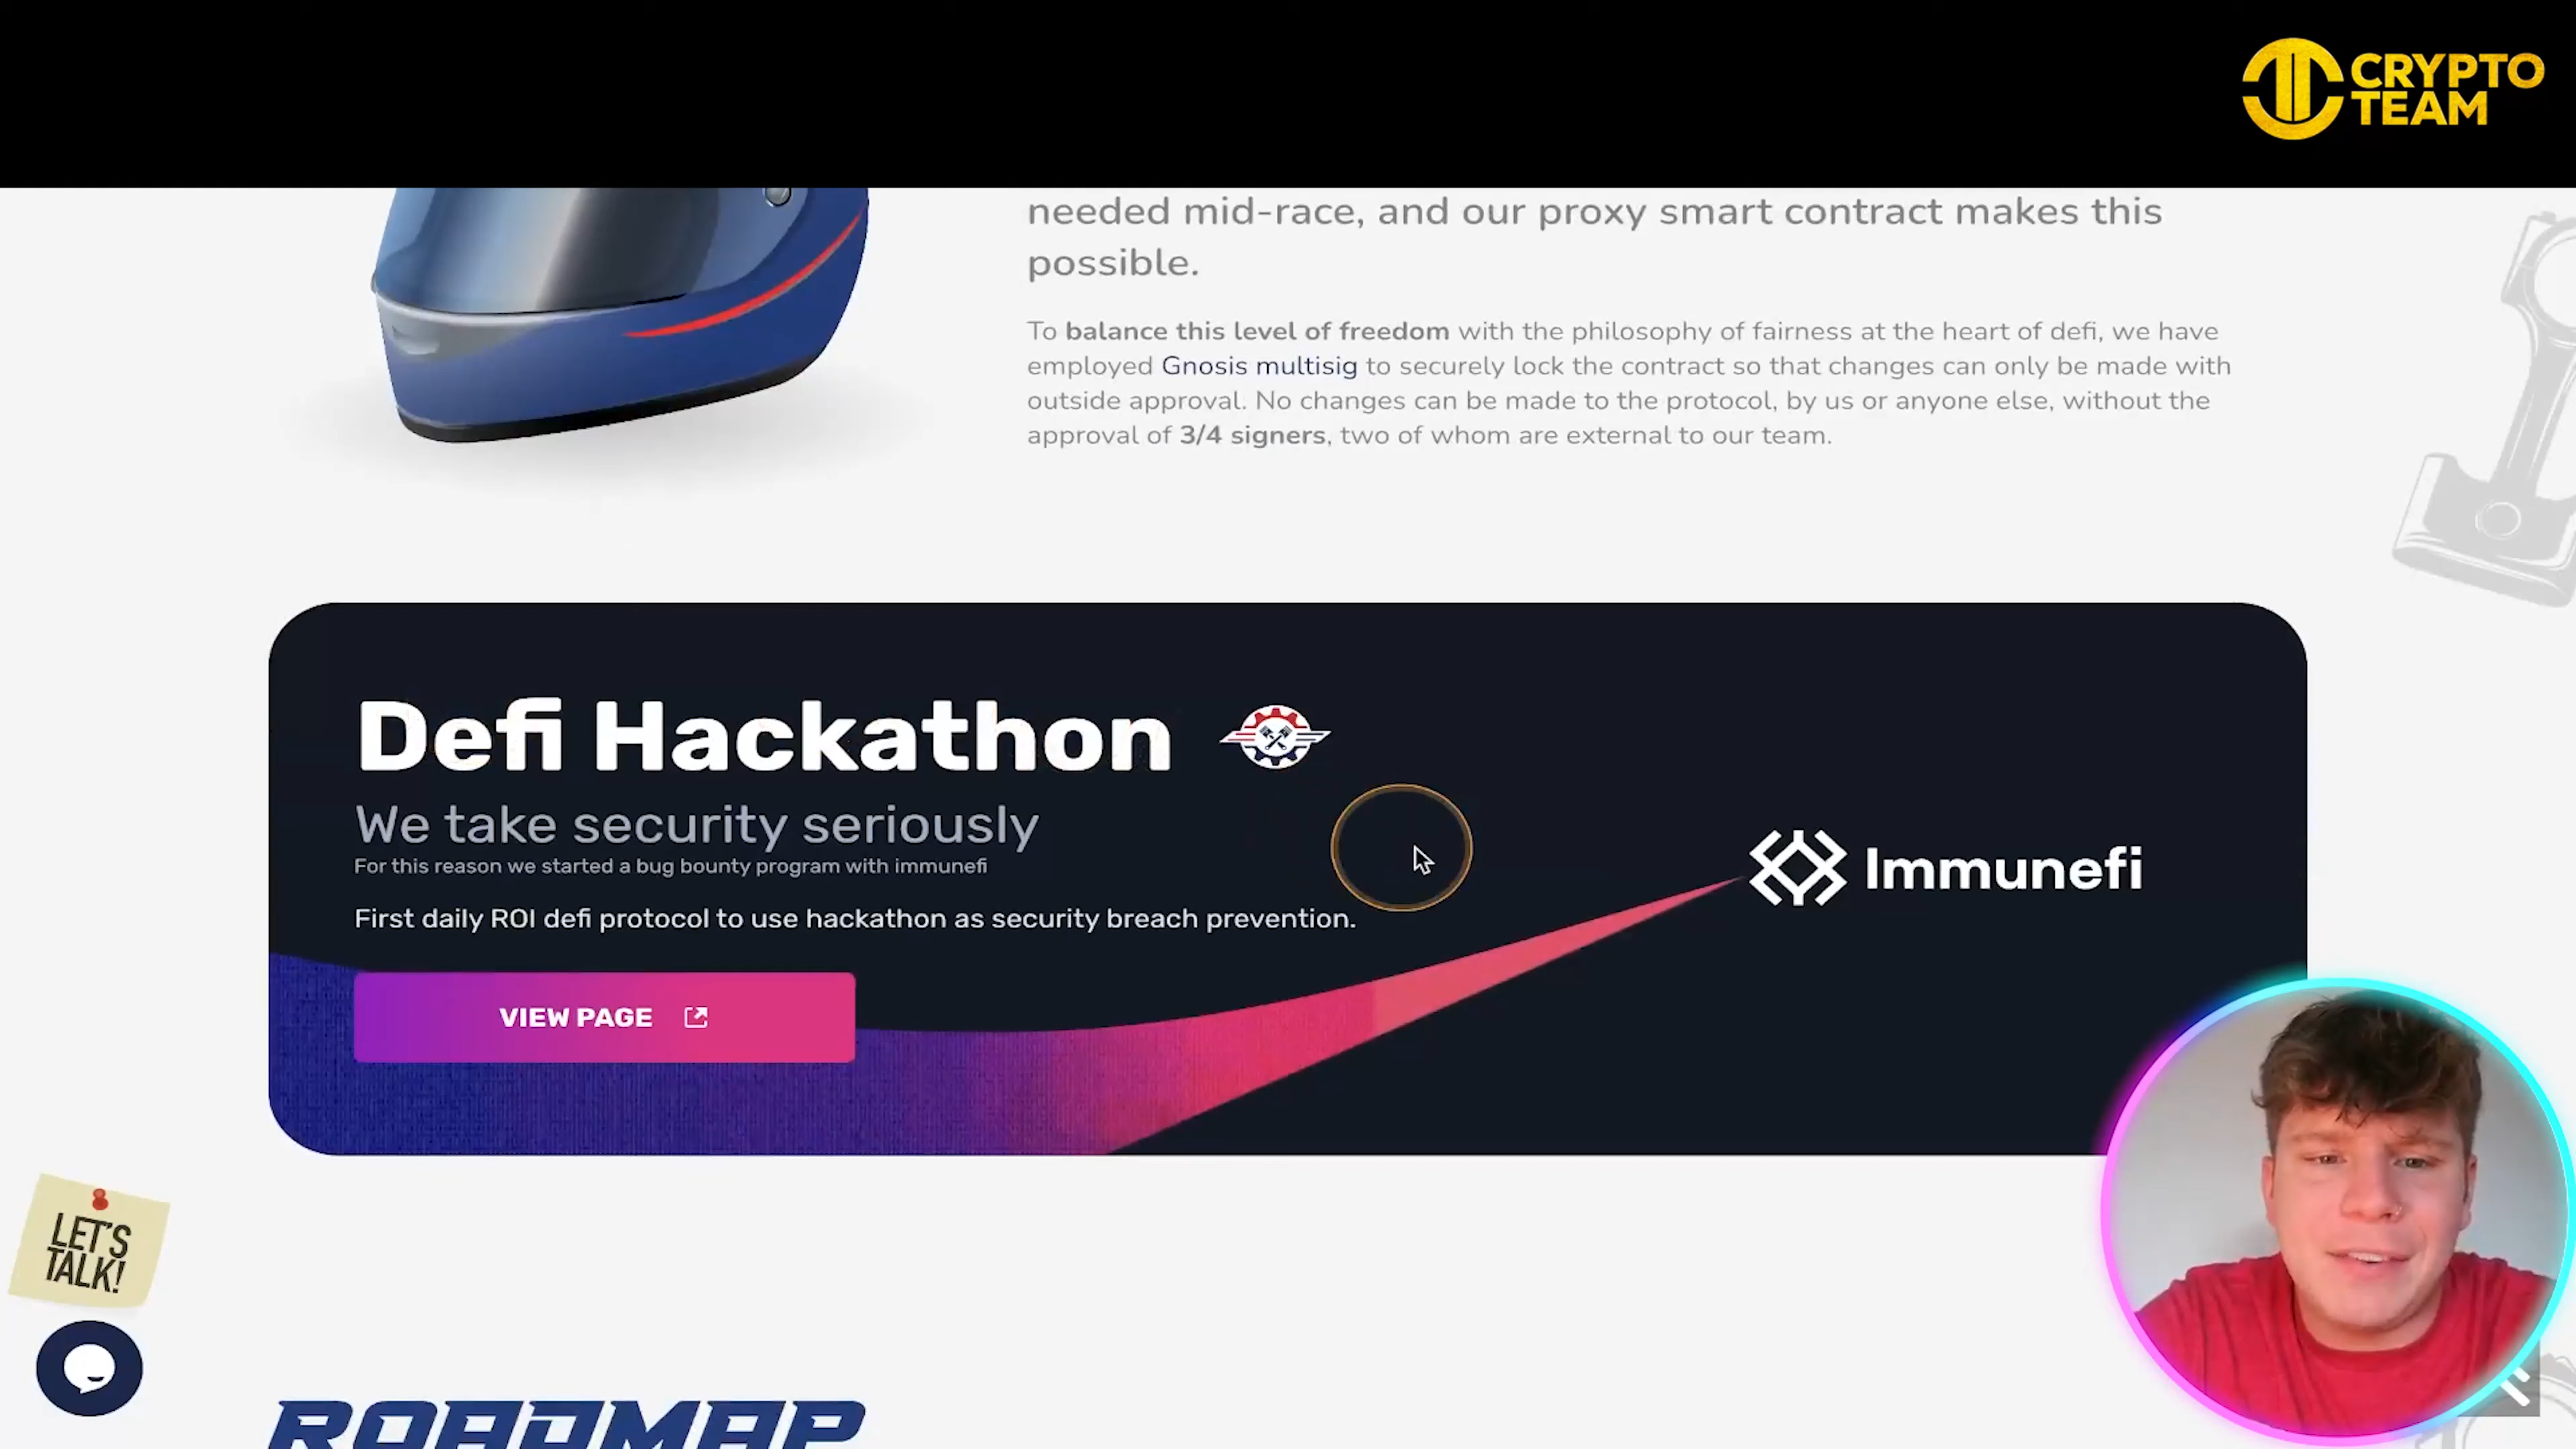 CRYPTO
TEAM
needed mid-race, and our proxy smart contract makes this
possible.
To balance this level of freedom with the philosophy of fairness at the heart of defi, we have
employed Gnosis multisig to securely lock the contract so that changes can only be made with
outside approval. No changes can be made to the protocol, by us or anyone else, without the
approval of 3/4 signers, two of whom are external to our team.
Defi Hackathon
We take security seriously
For this reason we started a bug bounty program with immunefi
First daily ROI defi protocol to use hackathon as security breach prevention.
Immunefi
VIEW PAGE
LET'S
TALK!
ROADMAP